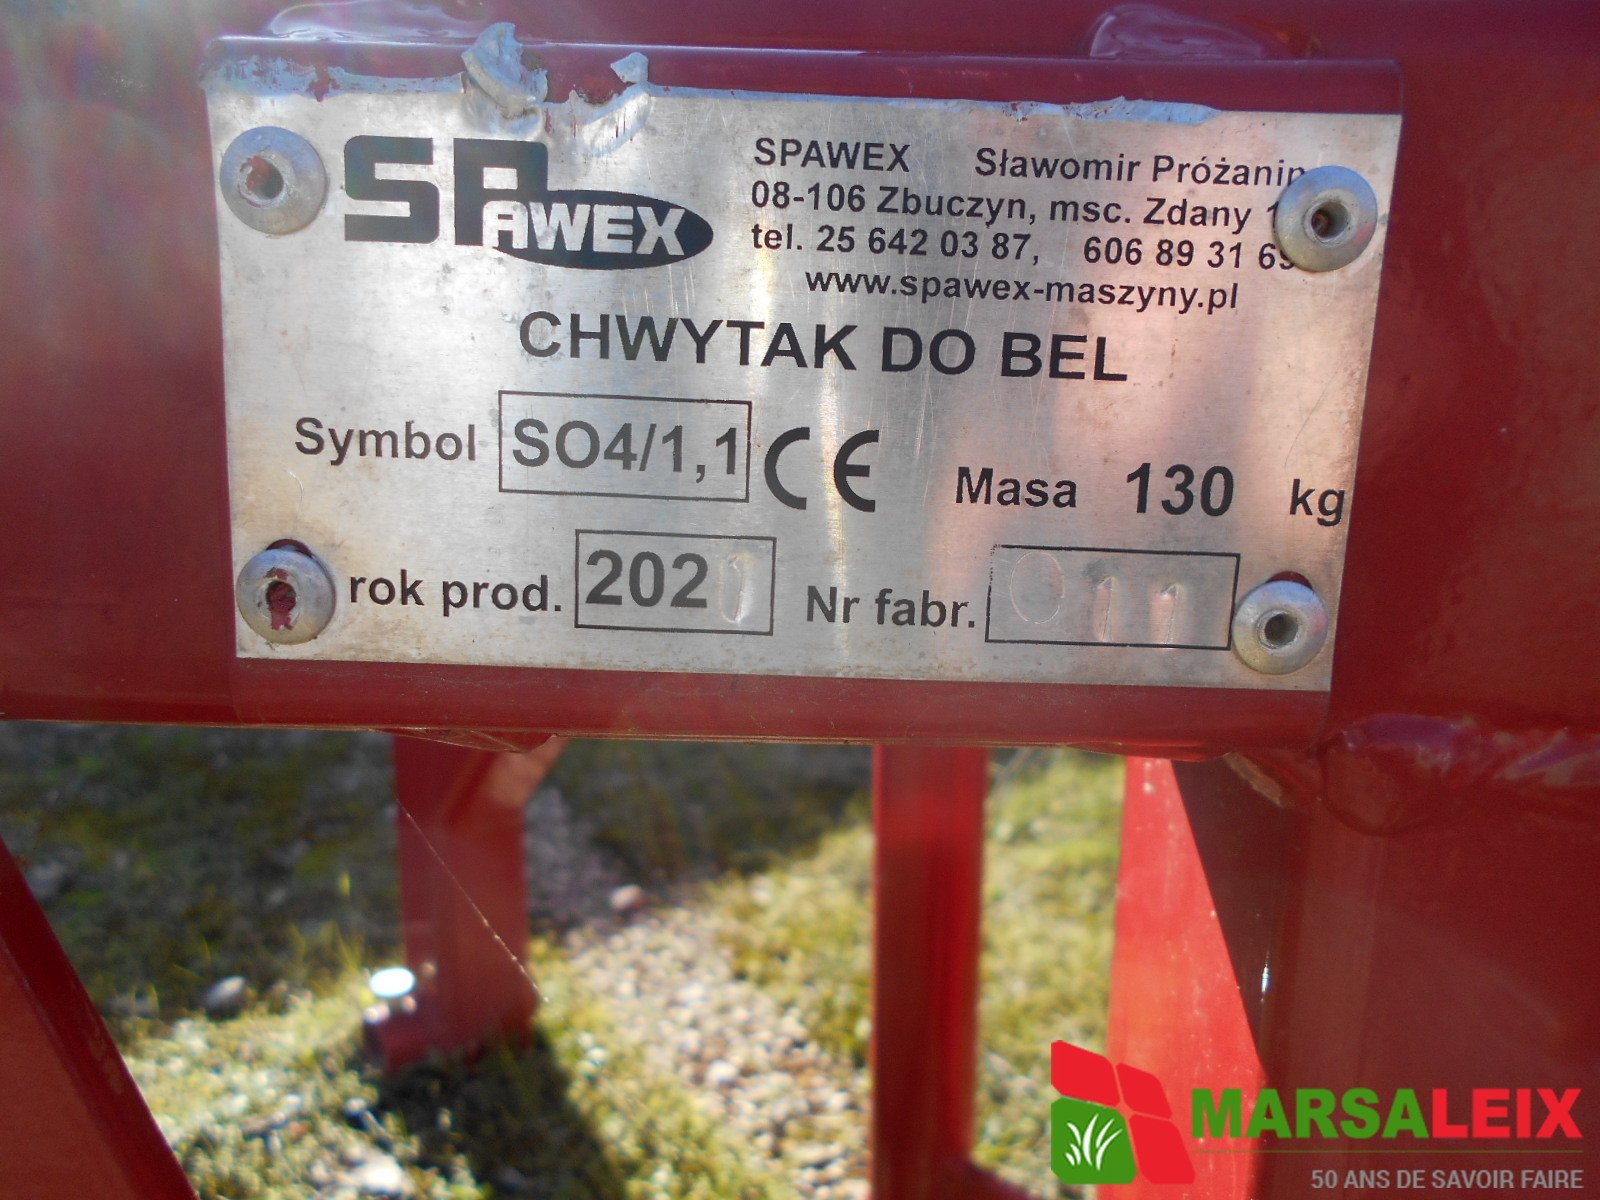 SPAWEX
SPAWEX Sławomir
08-106 Zbuczyn, msc. Zdany
tel. 25 642 03 87, 606 89 31
www.spawex-maszyny.pl
CHWYTAK DO BEL
Symbol SO4/1,1 CE Masa 130 kg
rok prod. 2021 Nr fabr. 011
MARSALEIX
50 ANS DE SAVOIR FAIRE